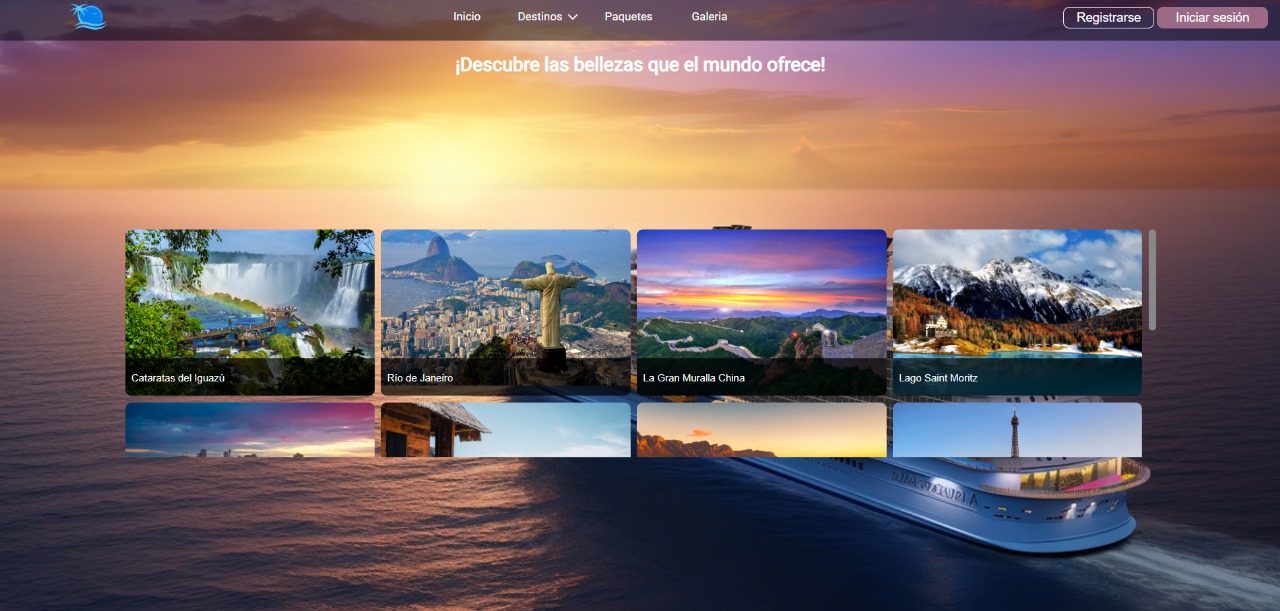 Inicio
Destinos
Paquetes
Galeria
Registrarse
Iniciar sesión
¡Descubre las bellezas que el mundo ofrece!
Cataratas del Iguazú
Río de Janeiro
La Gran Muralla China
Lago Saint Moritz